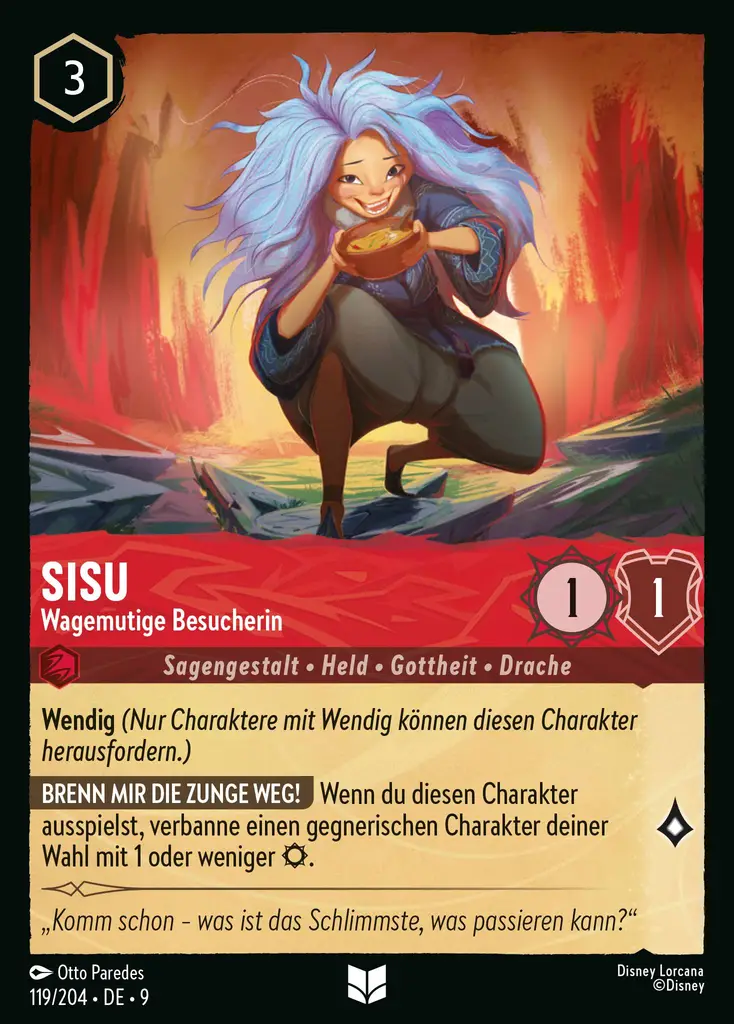 3
SISU
Wagemutige Besucherin
1
1
Sagengestalt • Held • Gottheit • Drache
Wendig (Nur Charaktere mit Wendig können diesen Charakter
herausfordern.)
BRENN MIR DIE ZUNGE WEG! Wenn du diesen Charakter
ausspielst, verbanne einen gegnerischen Charakter deiner
Wahl mit 1 oder weniger .
„Komm schon – was ist das Schlimmste, was passieren kann?“
Otto Paredes
119/204 • DE • 9
Disney Lorcana
©Disney